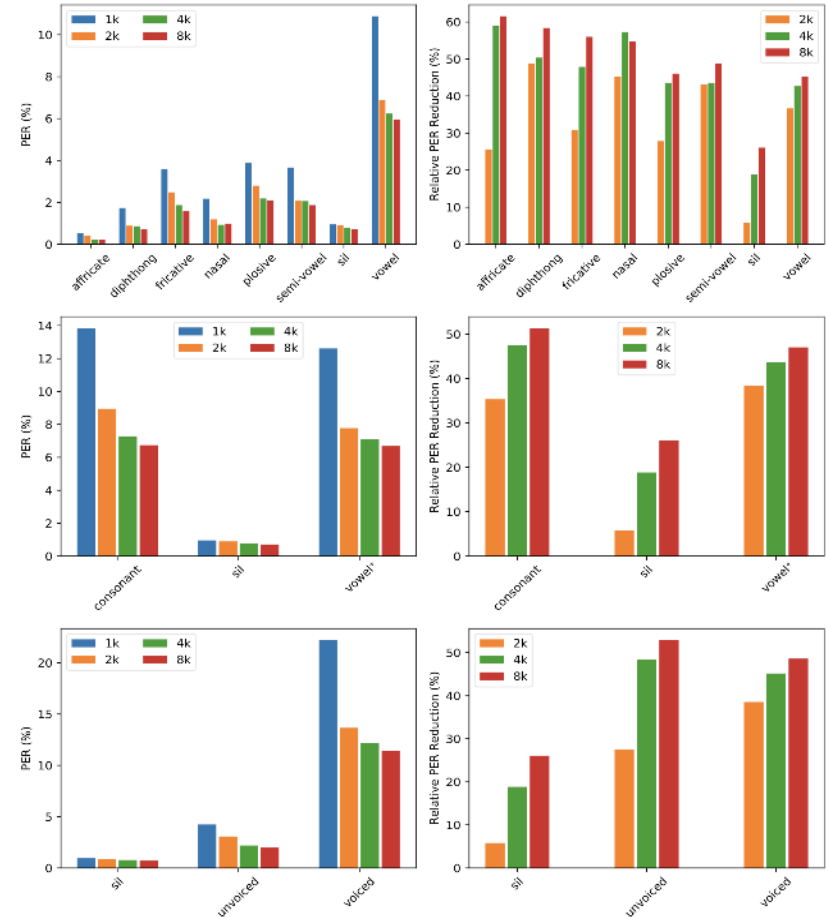 1k 4k
2k 8k
PER (%)
10
8
6
4
2
0
affricate
diphthong
fricative
nasal
plosive
semi-vowel
sil
vowel
2k
4k
8k
Relative PER Reduction (%)
60
50
40
30
20
10
0
affricate
diphthong
fricative
nasal
plosive
semi-vowel
sil
vowel
1k 4k
2k 8k
PER (%)
14
12
10
8
6
4
2
0
consonant
sil
vowel*
2k
4k
8k
Relative PER Reduction (%)
50
40
30
20
10
0
consonant
sil
vowel*
1k 4k
2k 8k
PER (%)
20
15
10
5
0
sil
unvoiced
voiced
2k
4k
8k
Relative PER Reduction (%)
50
40
30
20
10
0
sil
unvoiced
voiced